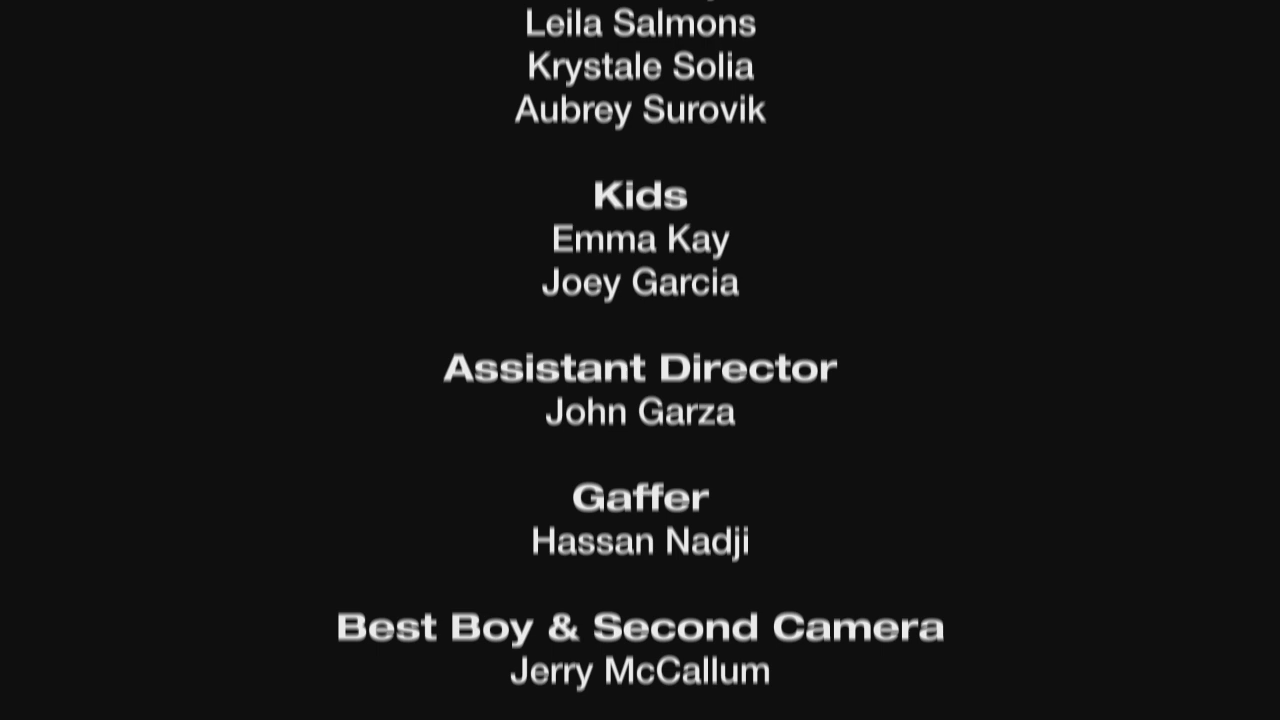 Leila Salmons
Krystale Solia
Aubrey Surovik
Kids
Emma Kay
Joey Garcia
Assistant Director
John Garza
Gaffer
Hassan Nadji
Best Boy & Second Camera
Jerry McCallum